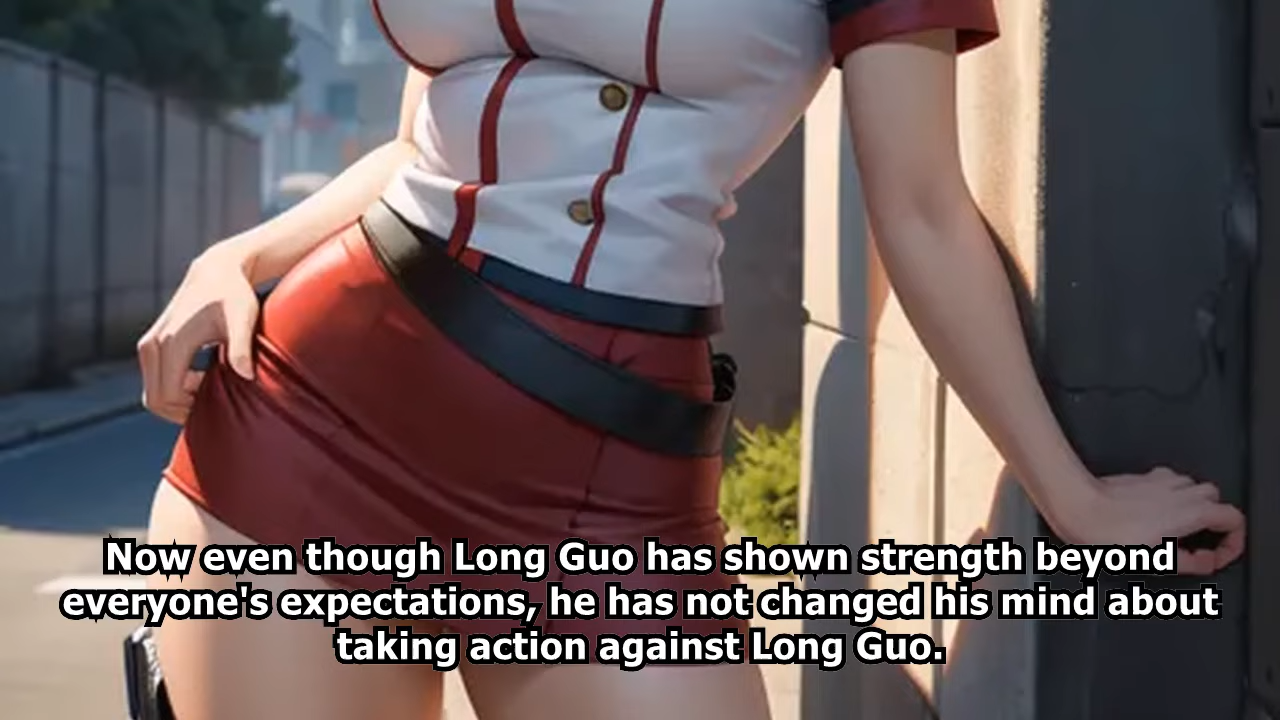 Now even though Long Guo has shown strength beyond
everyone's expectations, he has not changed his mind about
taking action against Long Guo.